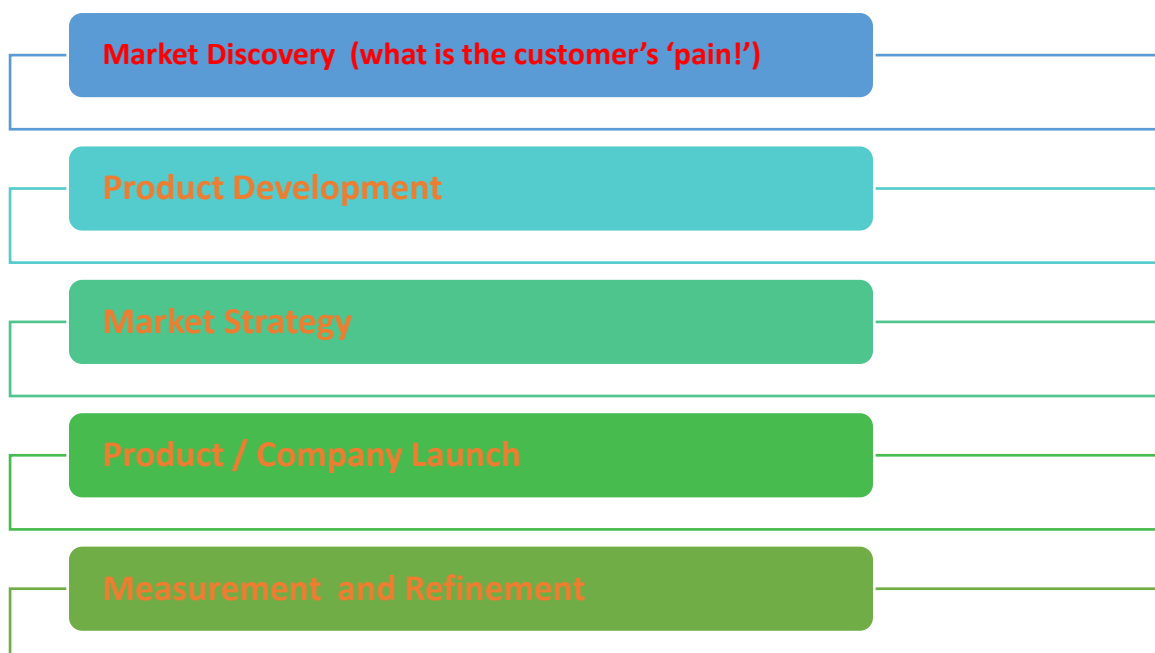 Market Discovery  (what is the customer’s ‘pain!’)
Product Development
Market Strategy
Product / Company Launch
Measurement  and Refinement